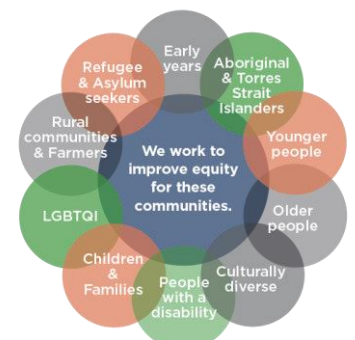 Early
years
Aboriginal
& Torres
Strait
Islanders
Younger
people
Older
people
Culturally
diverse
People
with a
disability
Children
&
Families
LGBTQI
Rural
communities
& Farmers
Refugee
& Asylum
seekers
We work to
improve equity
for these
communities.